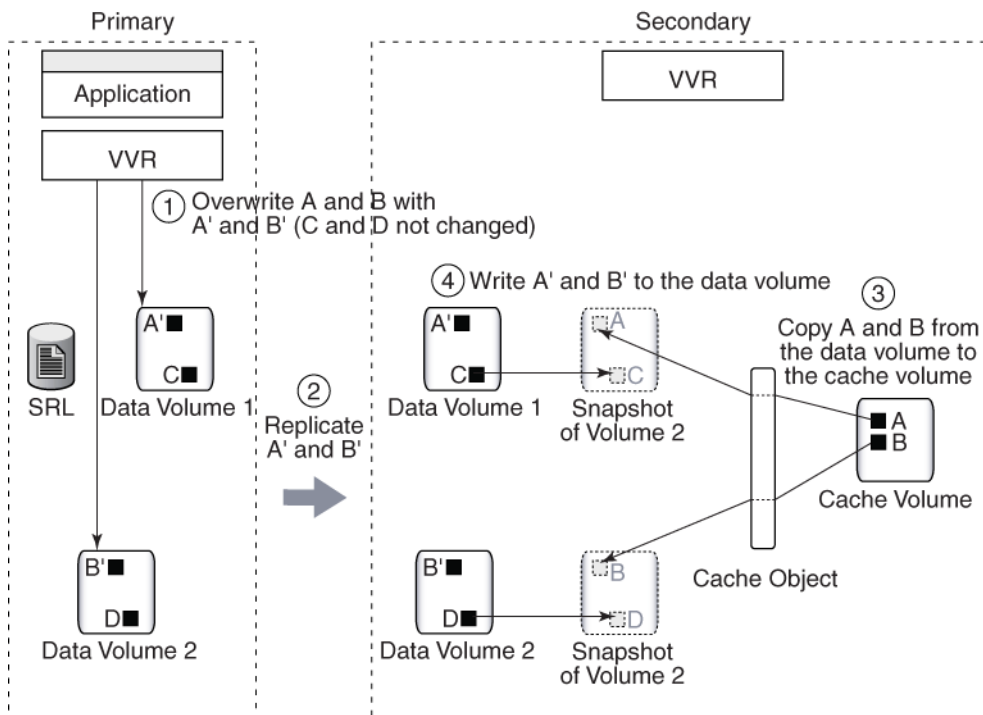 Primary
Secondary
Application
VVR
VVR
1 Overwrite A and B with
A' and B' (C and D not changed)
4 Write A' and B' to the data volume
3
Copy A and B from
the data volume to
the cache volume
A'
C
SRL
Data Volume 1
2
Replicate
A' and B'
A'
C
Data Volume 1
A
C
Snapshot
of Volume 2
A
B
Cache Volume
Cache Object
B'
D
Data Volume 2
B'
D
Data Volume 2
B
D
Snapshot
of Volume 2